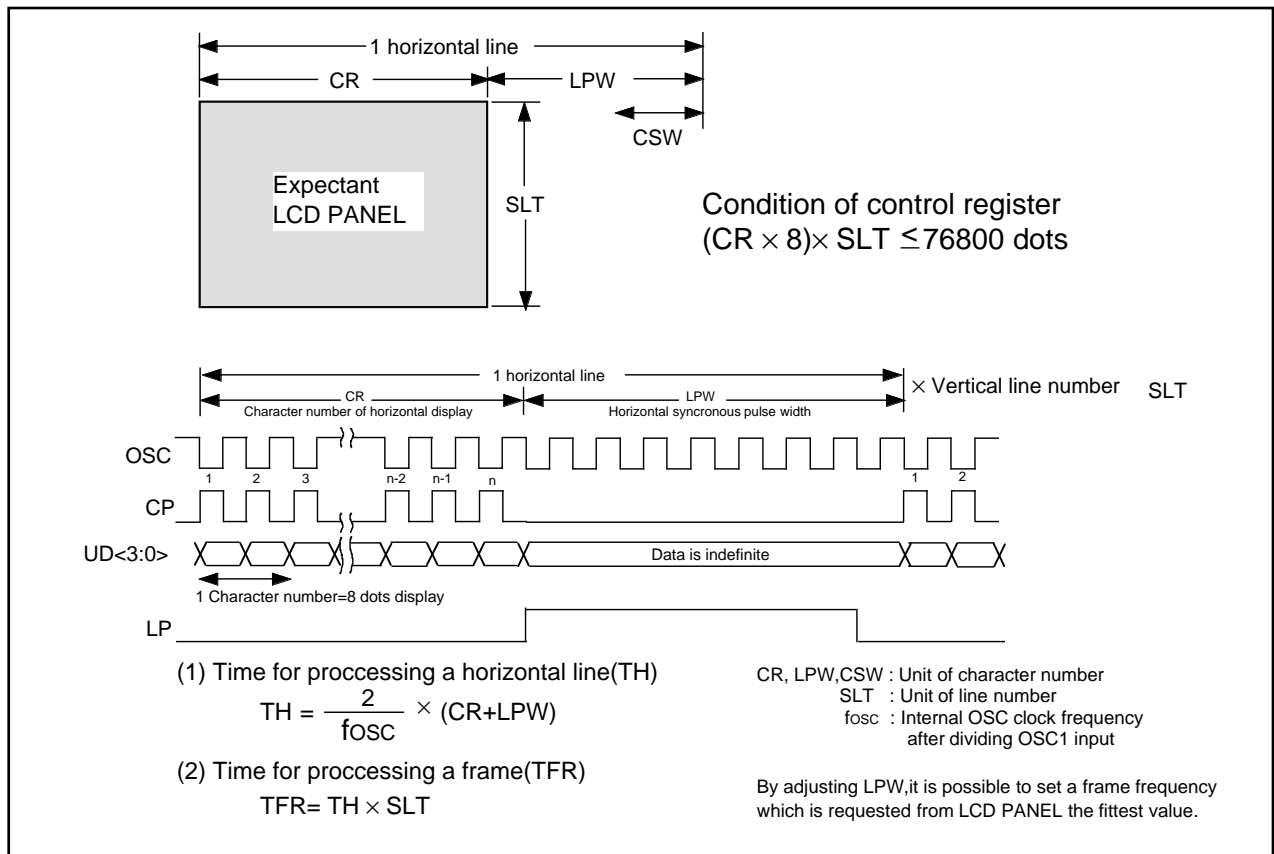 1 horizontal line
CR
LPW
CSW
Expectant
LCD PANEL
SLT
Condition of control register
(CR × 8)× SLT ≤76800 dots
1 horizontal line
× Vertical line number SLT
CR
Character number of horizontal display
LPW
Horizontal syncronous pulse width
OSC
1 2 3 n-2 n-1 n 1 2
CP
UD<3:0>
Data is indefinite
1 Character number=8 dots display
LP
(1) Time for proccessing a horizontal line(TH)
TH = 2 / fOSC × (CR+LPW)
(2) Time for proccessing a frame(TFR)
TFR= TH × SLT
CR, LPW,CSW : Unit of character number
SLT : Unit of line number
fosc : Internal OSC clock frequency
after dividing OSC1 input
By adjusting LPW,it is possible to set a frame frequency
which is requested from LCD PANEL the fittest value.